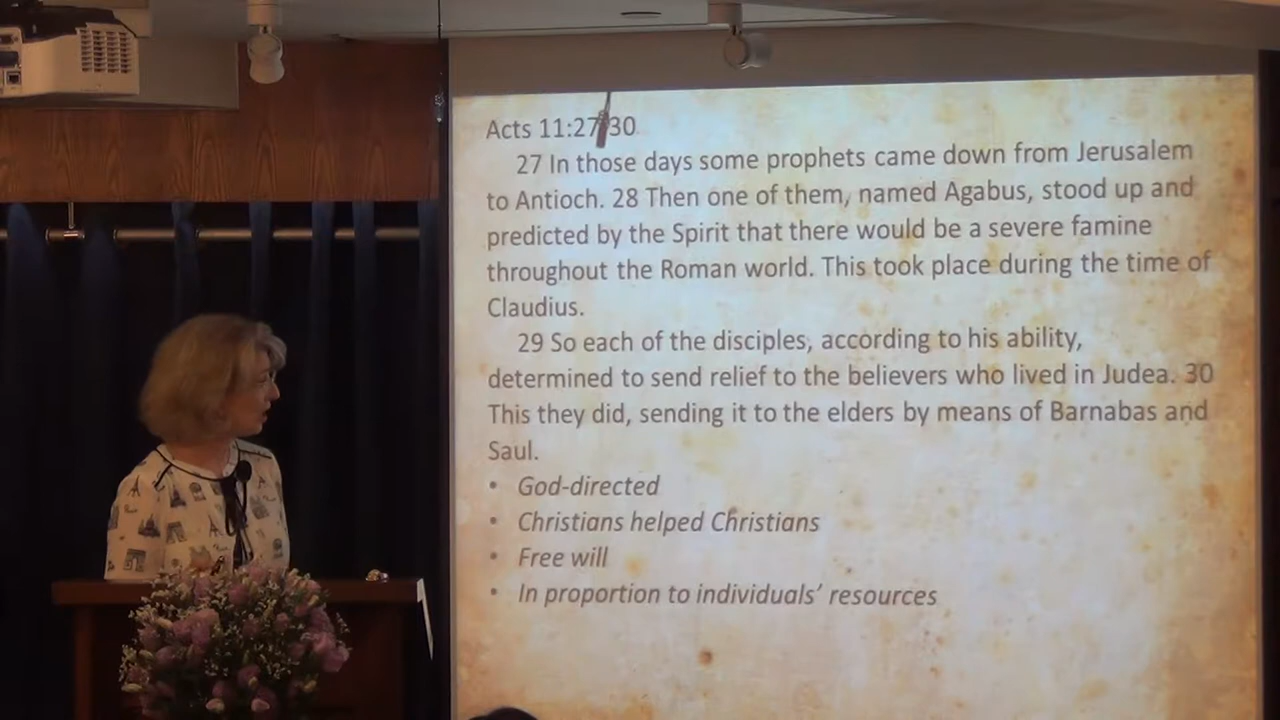 Acts 11:27-30
27 In those days some prophets came down from Jerusalem
to Antioch. 28 Then one of them, named Agabus, stood up and
predicted by the Spirit that there would be a severe famine
throughout the Roman world. This took place during the time of
Claudius.
29 So each of the disciples, according to his ability,
determined to send relief to the believers who lived in Judea. 30
This they did, sending it to the elders by means of Barnabas and
Saul.
• God-directed
• Christians helped Christians
• Free will
• In proportion to individuals’ resources